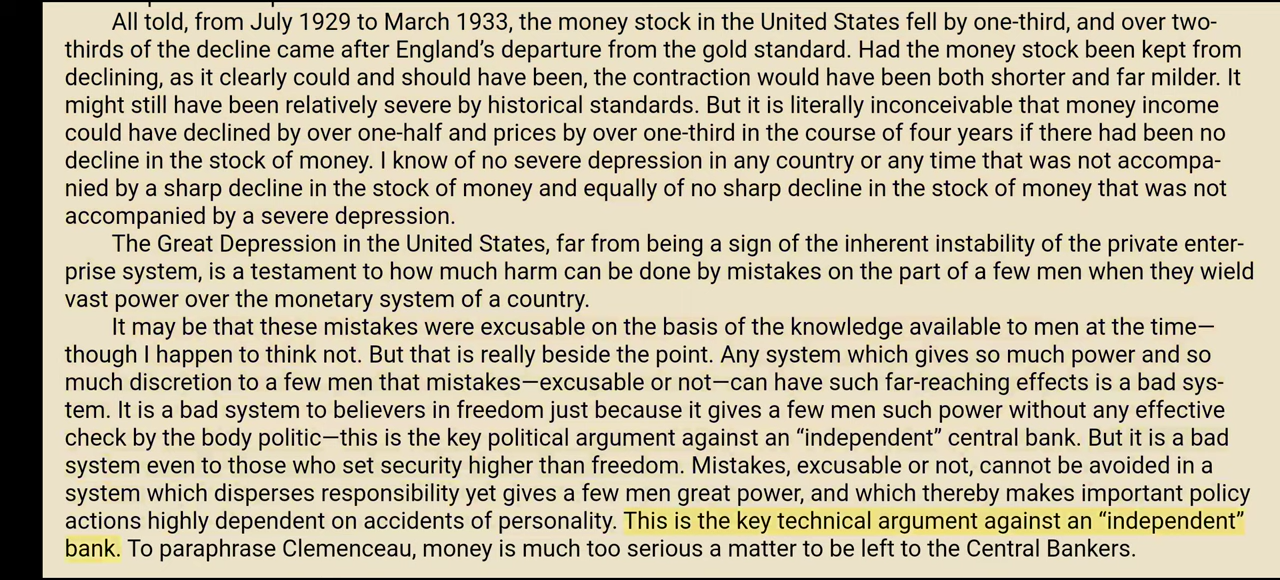 All told, from July 1929 to March 1933, the money stock in the United States fell by one-third, and over two-
thirds of the decline came after England’s departure from the gold standard. Had the money stock been kept from
declining, as it clearly could and should have been, the contraction would have been both shorter and far milder. It
might still have been relatively severe by historical standards. But it is literally inconceivable that money income
could have declined by over one-half and prices by over one-third in the course of four years if there had been no
decline in the stock of money. I know of no severe depression in any country or any time that was not accompa-
nied by a sharp decline in the stock of money and equally of no sharp decline in the stock of money that was not
accompanied by a severe depression.
The Great Depression in the United States, far from being a sign of the inherent instability of the private enter-
prise system, is a testament to how much harm can be done by mistakes on the part of a few men when they wield
vast power over the monetary system of a country.
It may be that these mistakes were excusable on the basis of the knowledge available to men at the time—
though I happen to think not. But that is really beside the point. Any system which gives so much power and so
much discretion to a few men that mistakes—excusable or not—can have such far-reaching effects is a bad sys-
tem. It is a bad system to believers in freedom just because it gives a few men such power without any effective
check by the body politic—this is the key political argument against an “independent” central bank. But it is a bad
system even to those who set security higher than freedom. Mistakes, excusable or not, cannot be avoided in a
system which disperses responsibility yet gives a few men great power, and which thereby makes important policy
actions highly dependent on accidents of personality. This is the key technical argument against an “independent”
bank. To paraphrase Clemenceau, money is much too serious a matter to be left to the Central Bankers.